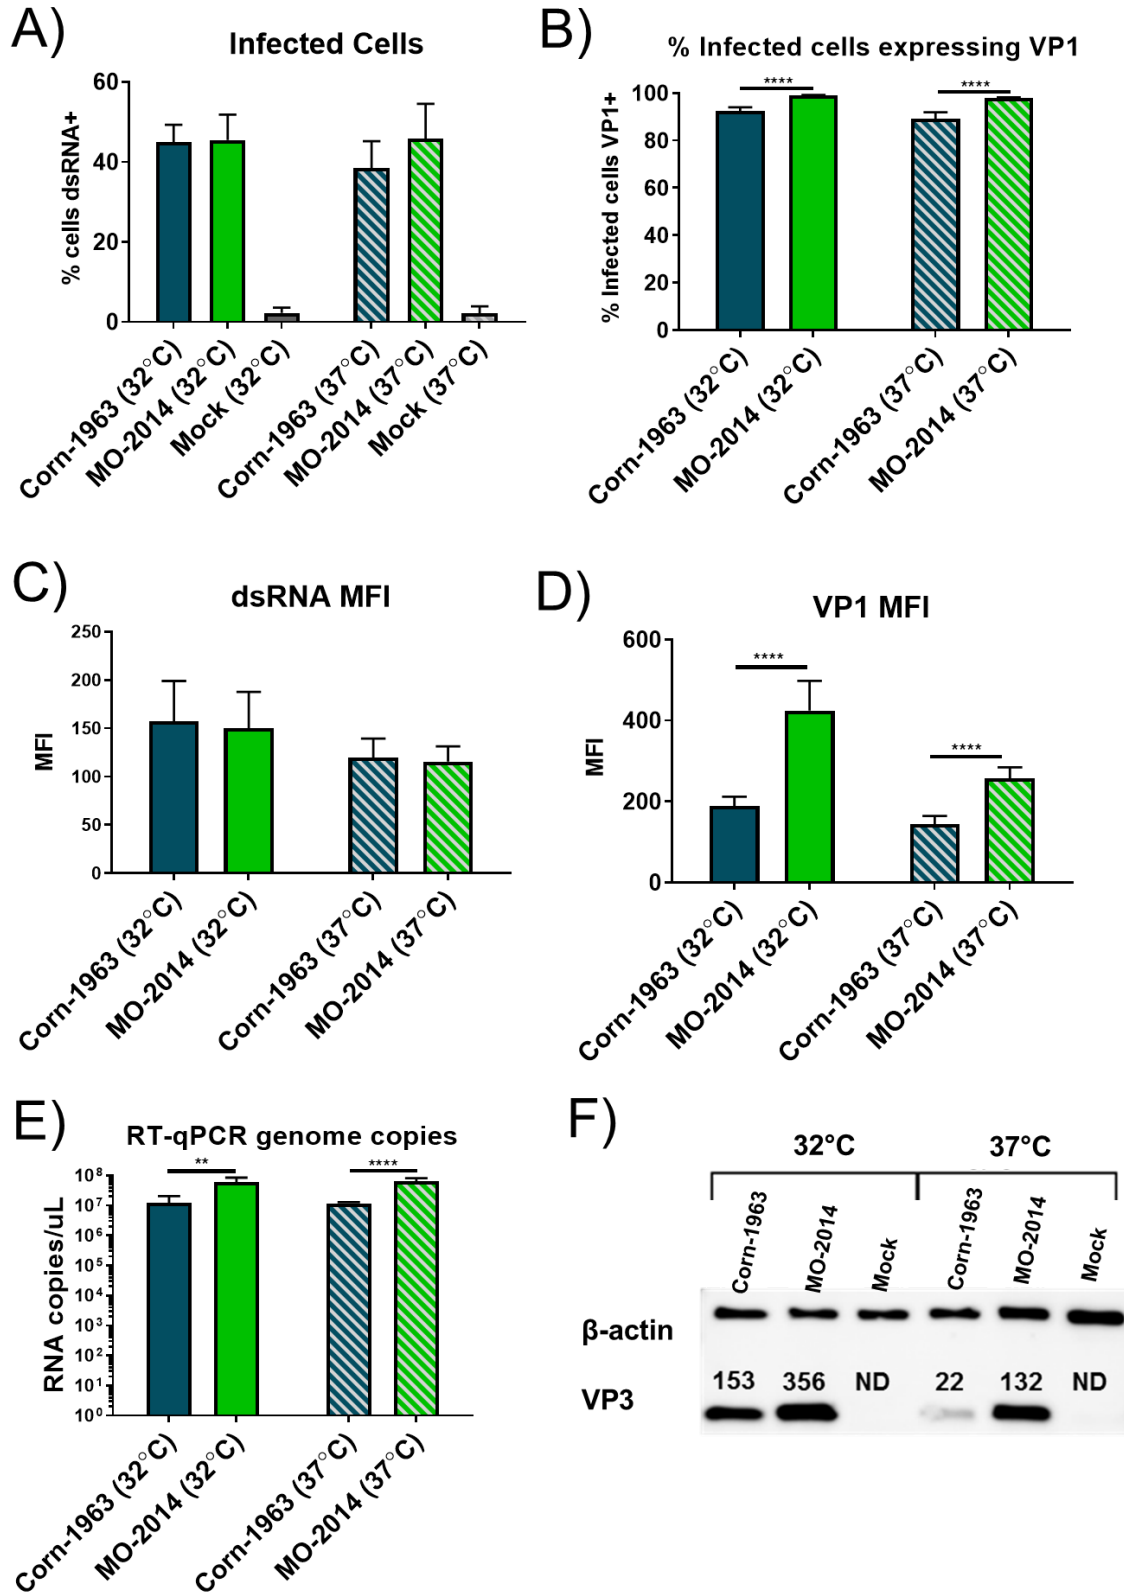 A)
Infected Cells
% cells dsRNA+
60
40
20
0
Corn-1963 (32°C)
MO-2014 (32°C)
Mock (32°C)
Corn-1963 (37°C)
MO-2014 (37°C)
Mock (37°C)
B)
% Infected cells expressing VP1
% Infected cells VP1+
100
80
60
40
20
0
****
****
Corn-1963 (32°C)
MO-2014 (32°C)
Corn-1963 (37°C)
MO-2014 (37°C)
C)
dsRNA MFI
MFI
250
200
150
100
50
0
Corn-1963 (32°C)
MO-2014 (32°C)
Corn-1963 (37°C)
MO-2014 (37°C)
D)
VP1 MFI
MFI
600
400
200
0
****
****
Corn-1963 (32°C)
MO-2014 (32°C)
Corn-1963 (37°C)
MO-2014 (37°C)
E)
RT-qPCR genome copies
RNA copies/uL
10⁸
10⁷
10⁶
10⁵
10⁴
10³
10²
10¹
10⁰
**
****
Corn-1963 (32°C)
MO-2014 (32°C)
Corn-1963 (37°C)
MO-2014 (37°C)
F)
32°C 37°C
Corn-1963 MO-2014 Mock Corn-1963 MO-2014 Mock
β-actin
VP3 153 356 ND 22 132 ND